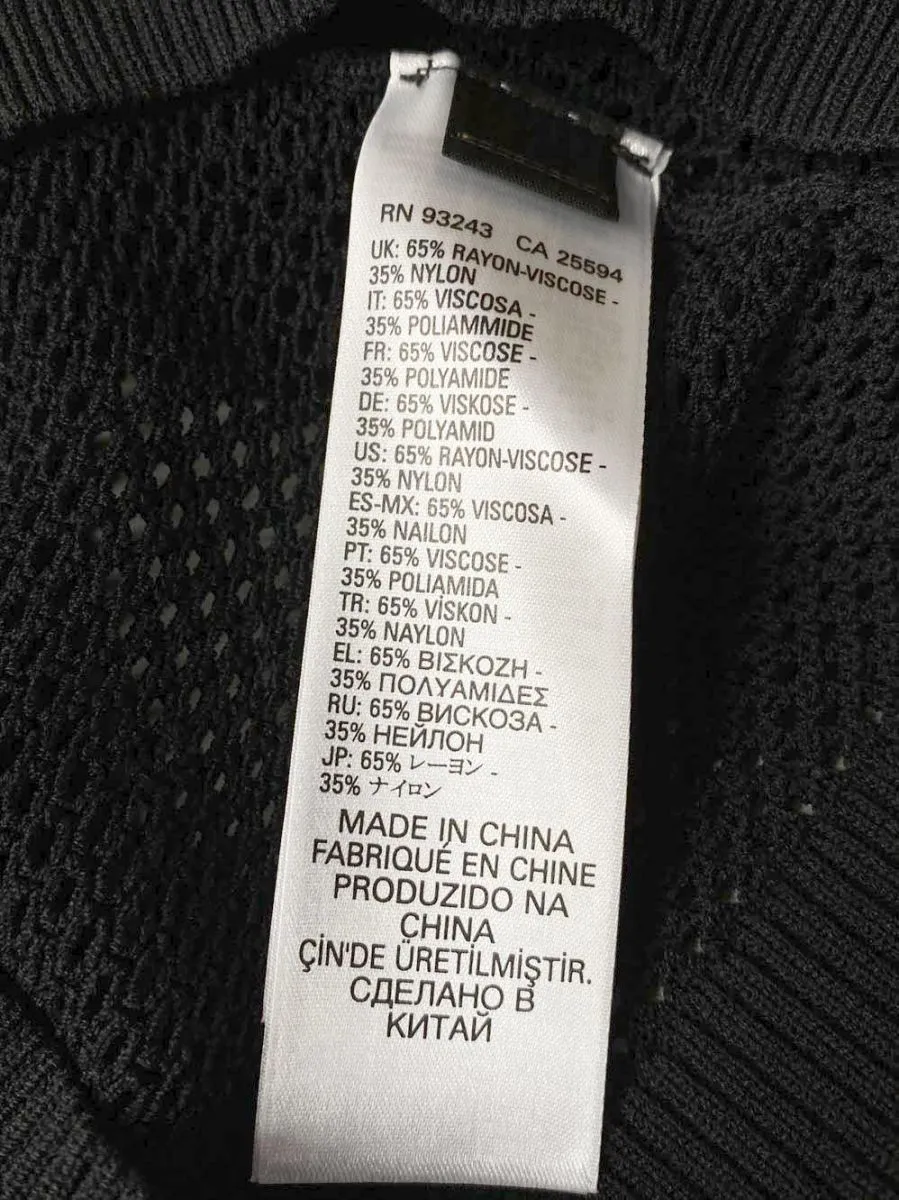 RN 93243 CA 25594
UK: 65% RAYON-VISCOSE -
35% NYLON
IT: 65% VISCOSA -
35% POLIAMMIDE
FR: 65% VISCOSE -
35% POLYAMIDE
DE: 65% VISKOSE -
35% POLYAMID
US: 65% RAYON-VISCOSE -
35% NYLON
ES-MX: 65% VISCOSA -
35% NAILON
PT: 65% VISCOSE -
35% POLIAMIDA
TR: 65% VİSKON -
35% NAYLON
EL: 65% ΒΙΣΚΟΖΗ -
35% ΠΟΛΥΑΜΙΔΕΣ
RU: 65% ВИСКОЗА -
35% НЕЙЛОН
JP: 65% レーヨン -
35% ナイロン
MADE IN CHINA
FABRIQUÉ EN CHINE
PRODUZIDO NA
CHINA
ÇİN'DE ÜRETİLMİŞTİR.
СДЕЛАНО В
КИТАЙ